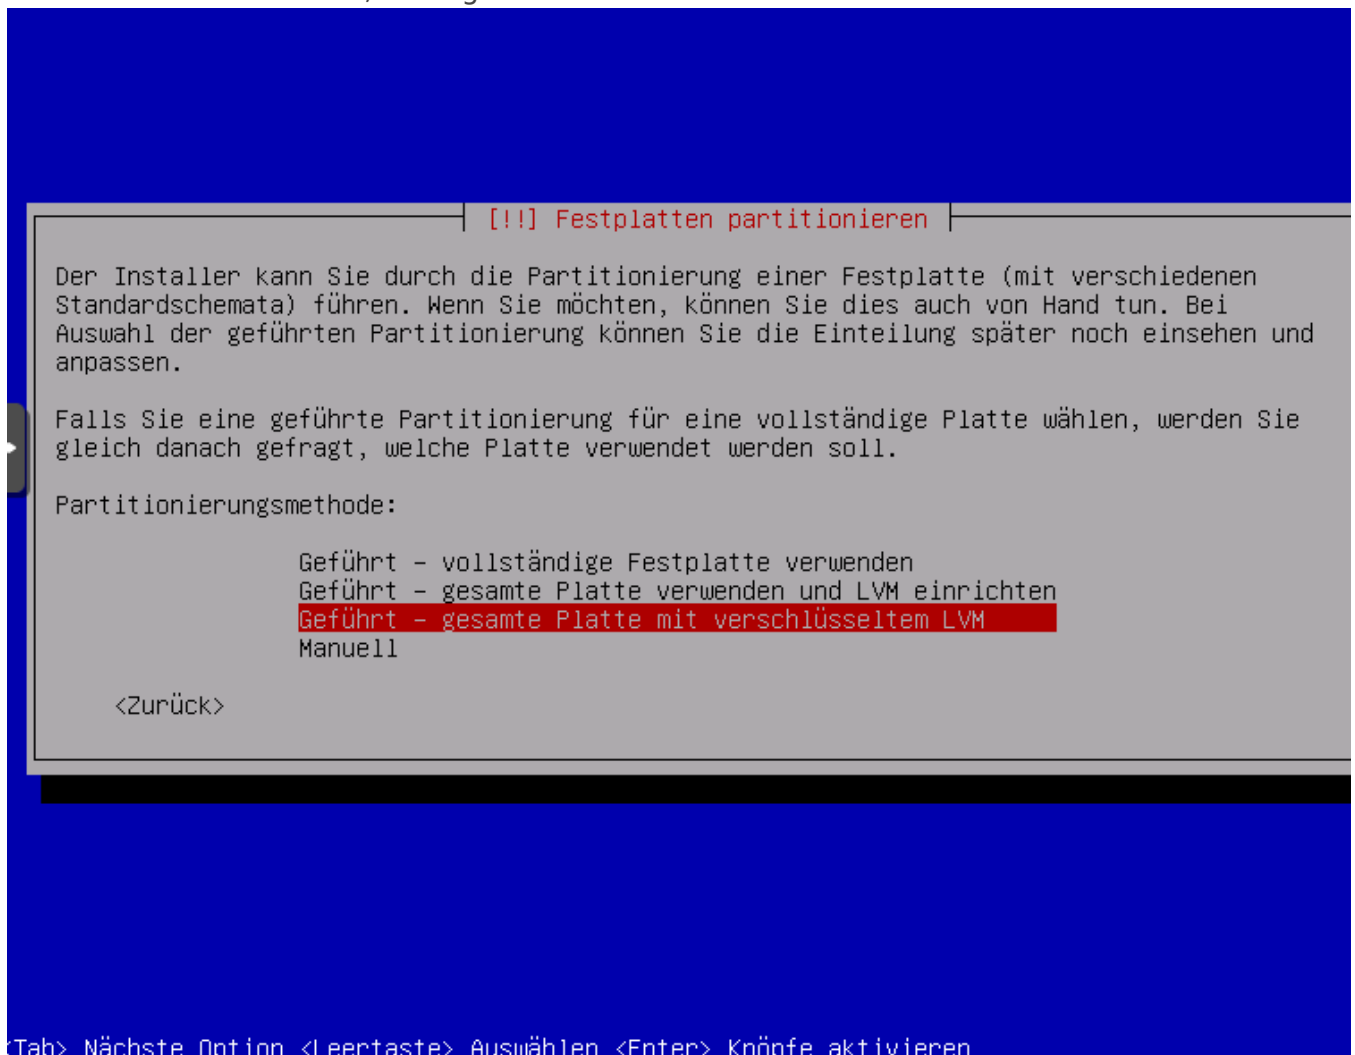 [!!] Festplatten partitionieren
Der Installer kann Sie durch die Partitionierung einer Festplatte (mit verschiedenen
Standardschemata) führen. Wenn Sie möchten, können Sie dies auch von Hand tun. Bei
Auswahl der geführten Partitionierung können Sie die Einteilung später noch einsehen und
anpassen.
Falls Sie eine geführte Partitionierung für eine vollständige Platte wählen, werden Sie
gleich danach gefragt, welche Platte verwendet werden soll.
Partitionierungsmethode:
Geführt – vollständige Festplatte verwenden
Geführt – gesamte Platte verwenden und LVM einrichten
Geführt – gesamte Platte mit verschlüsseltem LVM
Manuell
<Zurück>
<Tab> Nächste Option <Leertaste> Auswählen <Enter> Knöpfe aktivieren